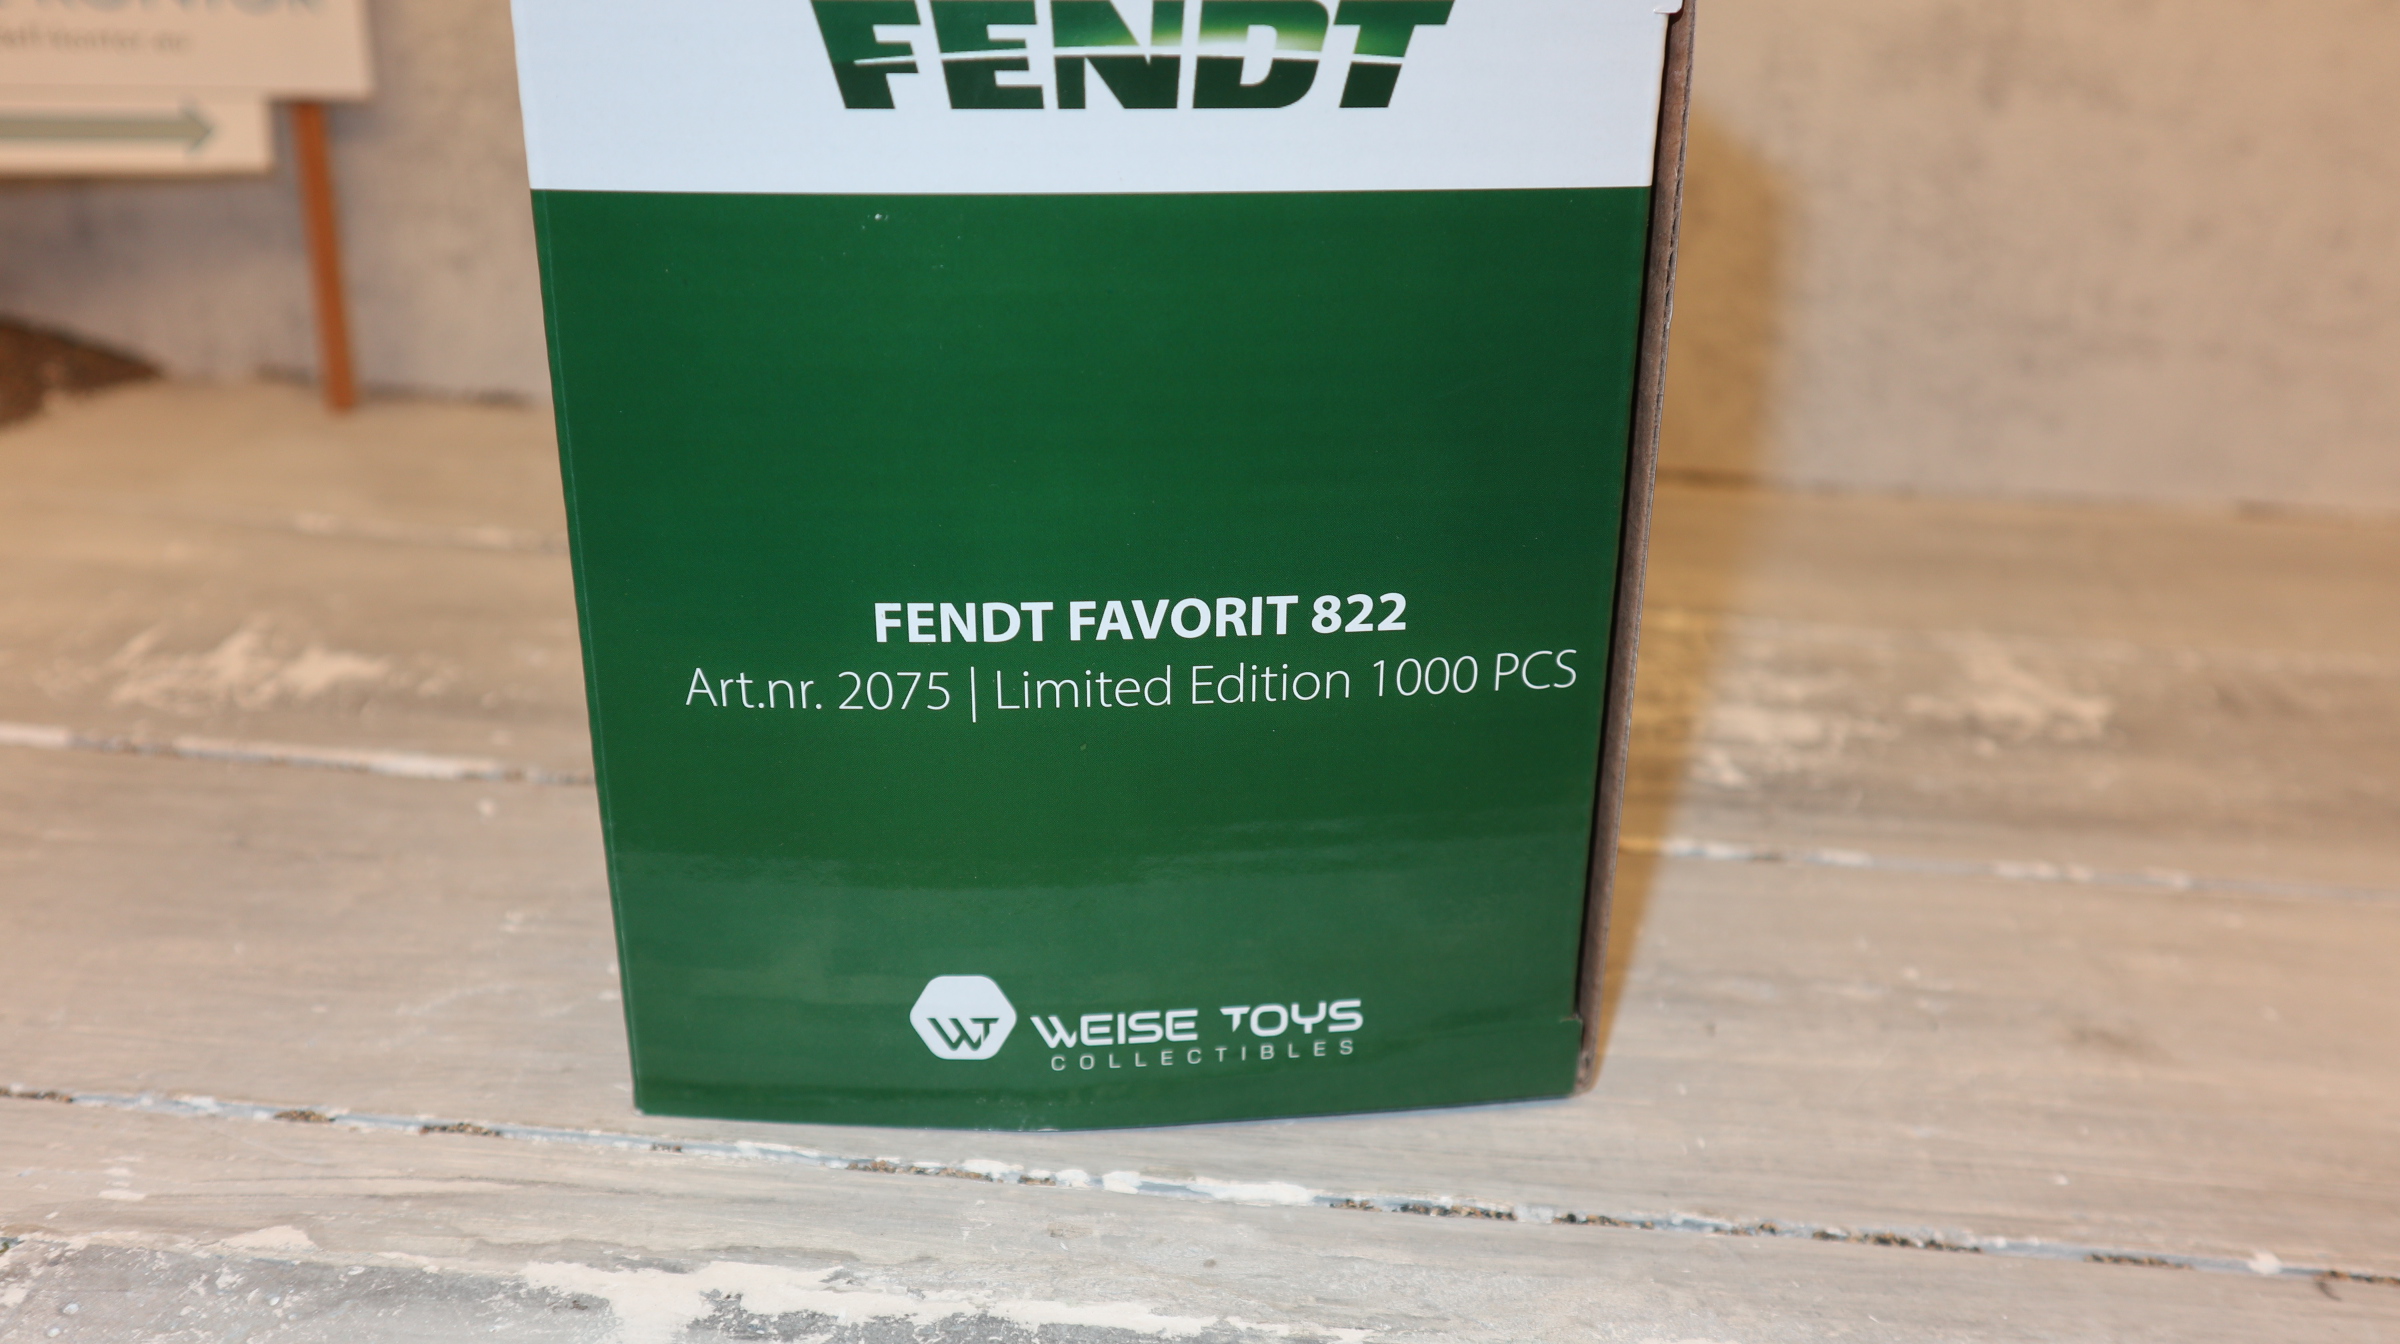 FENDT
FENDT FAVORIT 822
Art.nr. 2075 | Limited Edition 1000 PCS
WT WEISE TOYS
COLLECTIBLES